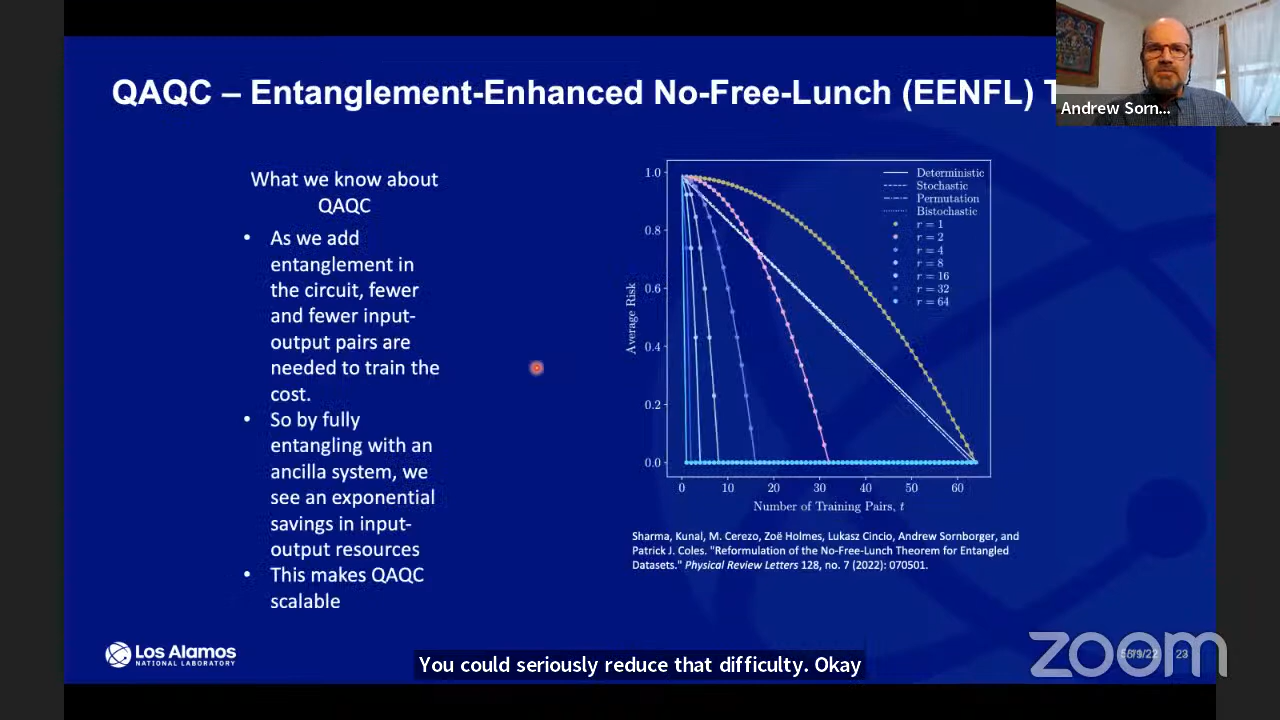 QAQC – Entanglement-Enhanced No-Free-Lunch (EENFL) T
Andrew Sorn...
What we know about
QAQC
• As we add
entanglement in
the circuit, fewer
and fewer input-
output pairs are
needed to train the
cost.
• So by fully
entangling with an
ancilla system, we
see an exponential
savings in input-
output resources
• This makes QAQC
scalable
Average Risk
1.0
0.8
0.6
0.4
0.2
0.0
0 10 20 30 40 50 60
Number of Training Pairs, t
Deterministic
Stochastic
Permutation
Bistochastic
r = 1
r = 2
r = 4
r = 8
r = 16
r = 32
r = 64
Sharma, Kunal, M. Cerezo, Zoë Holmes, Lukasz Cincio, Andrew Sornborger, and
Patrick J. Coles. "Reformulation of the No-Free-Lunch Theorem for Entangled
Datasets." Physical Review Letters 128, no. 7 (2022): 070501.
Los Alamos
NATIONAL LABORATORY
You could seriously reduce that difficulty. Okay
zoom
23